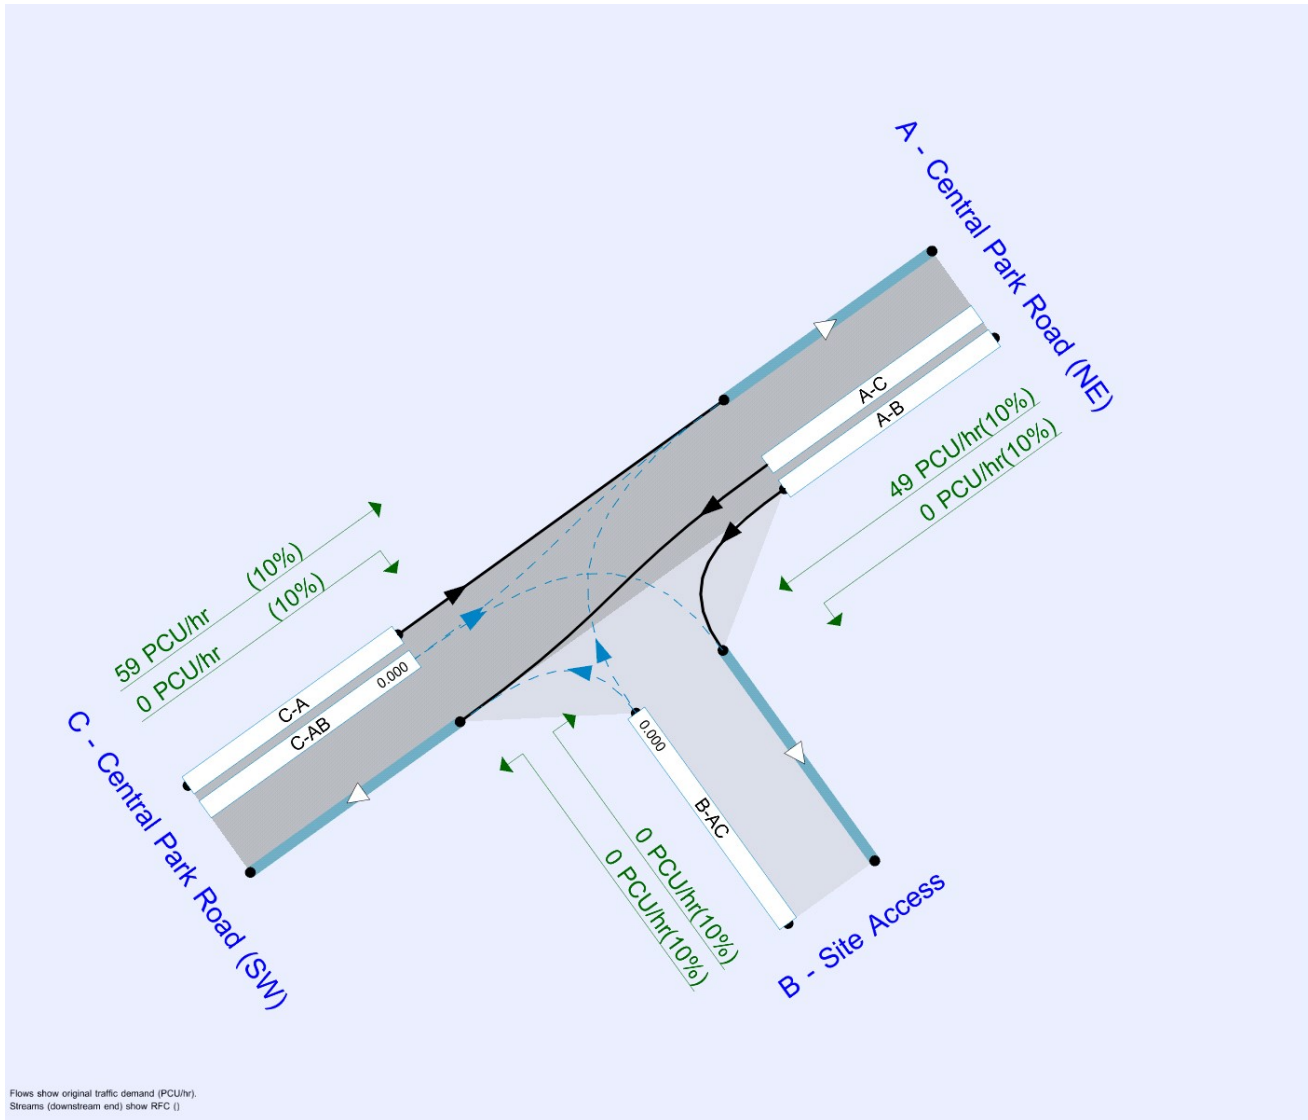 A - Central Park Road (NE)
A-C
A-B
49 PCU/hr(10%)
0 PCU/hr(10%)
59 PCU/hr (10%)
0 PCU/hr (10%)
C-A
C-AB
0.000
C - Central Park Road (SW)
0.000
B-AC
0 PCU/hr(10%)
0 PCU/hr(10%)
B - Site Access
Flows show original traffic demand (PCU/hr).
Streams (downstream end) show RFC ()